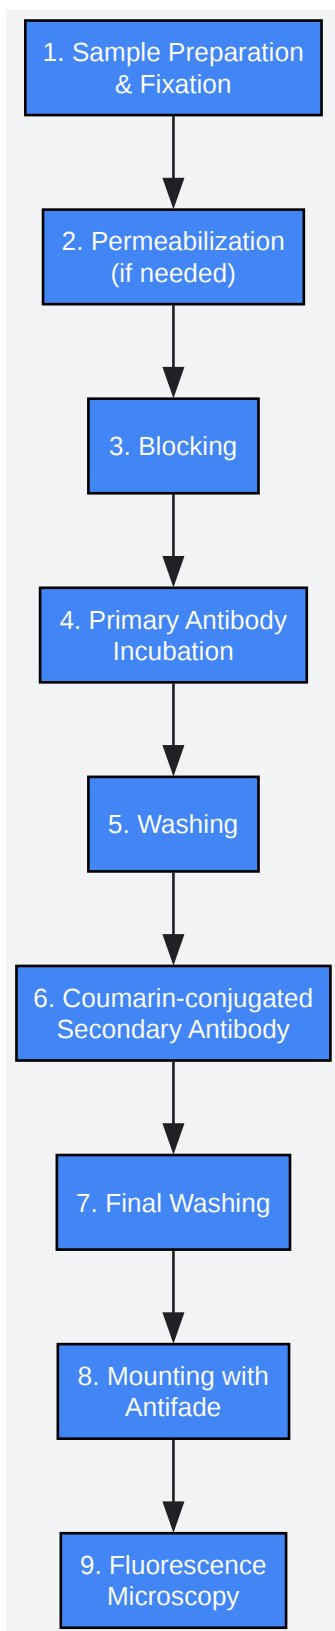 1. Sample Preparation
& Fixation
2. Permeabilization
(if needed)
3. Blocking
4. Primary Antibody
Incubation
5. Washing
6. Coumarin-conjugated
Secondary Antibody
7. Final Washing
8. Mounting with
Antifade
9. Fluorescence
Microscopy